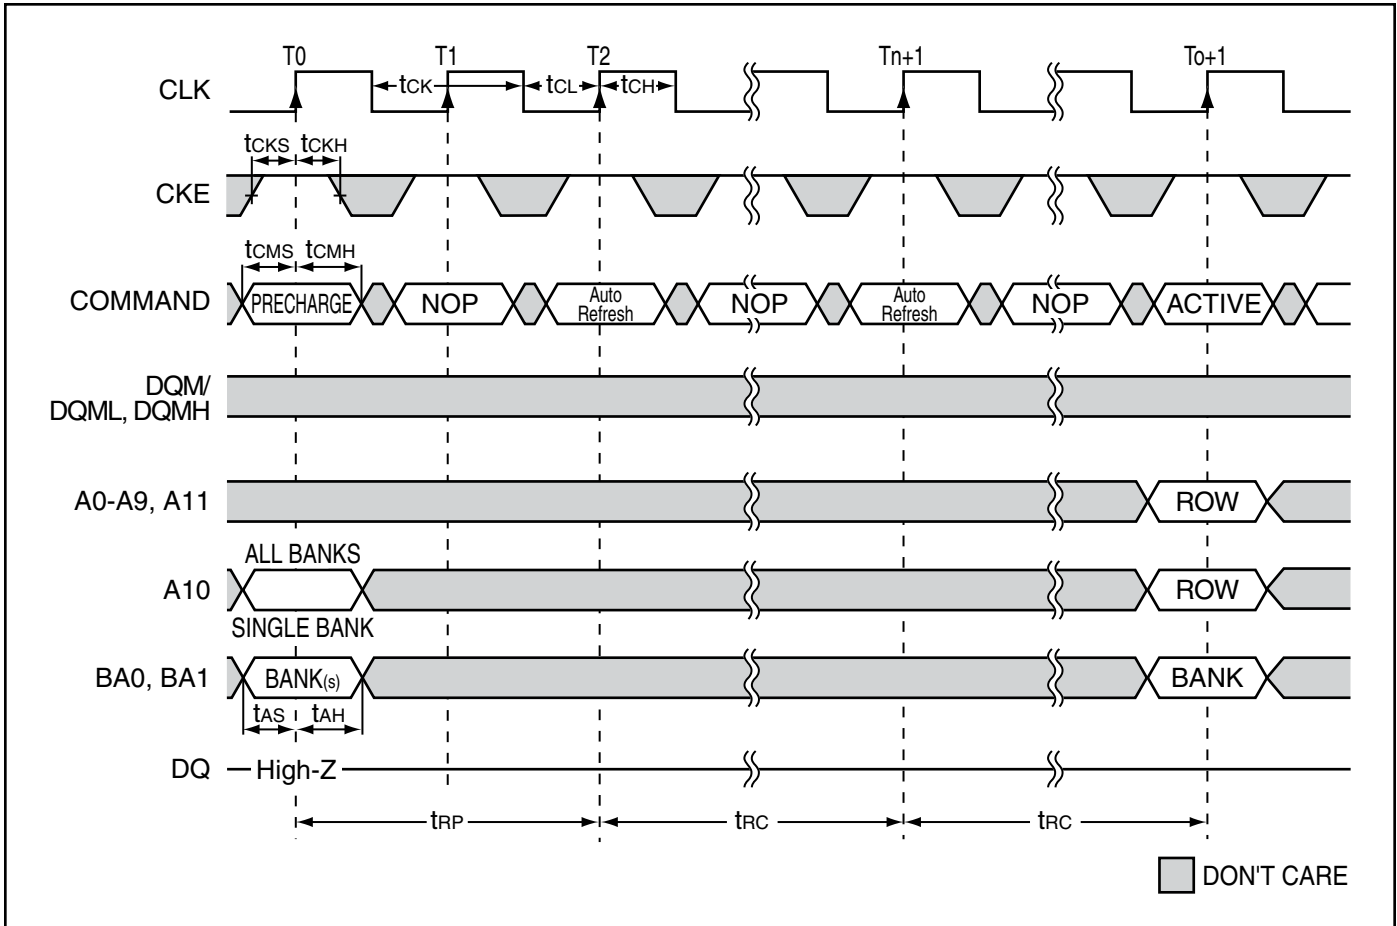 T0 T1 T2 Tn+1 To+1
CLK tCK tCL tCH
tCKS tCKH
CKE
tCMS tCMH
COMMAND PRECHARGE NOP Auto Refresh NOP Auto Refresh NOP ACTIVE
DQM/
DQML, DQMH
A0-A9, A11 ROW
ALL BANKS
A10 ROW
SINGLE BANK
BA0, BA1 BANK(s) BANK
tAS tAH
DQ High-Z
tRP tRC tRC
DON'T CARE